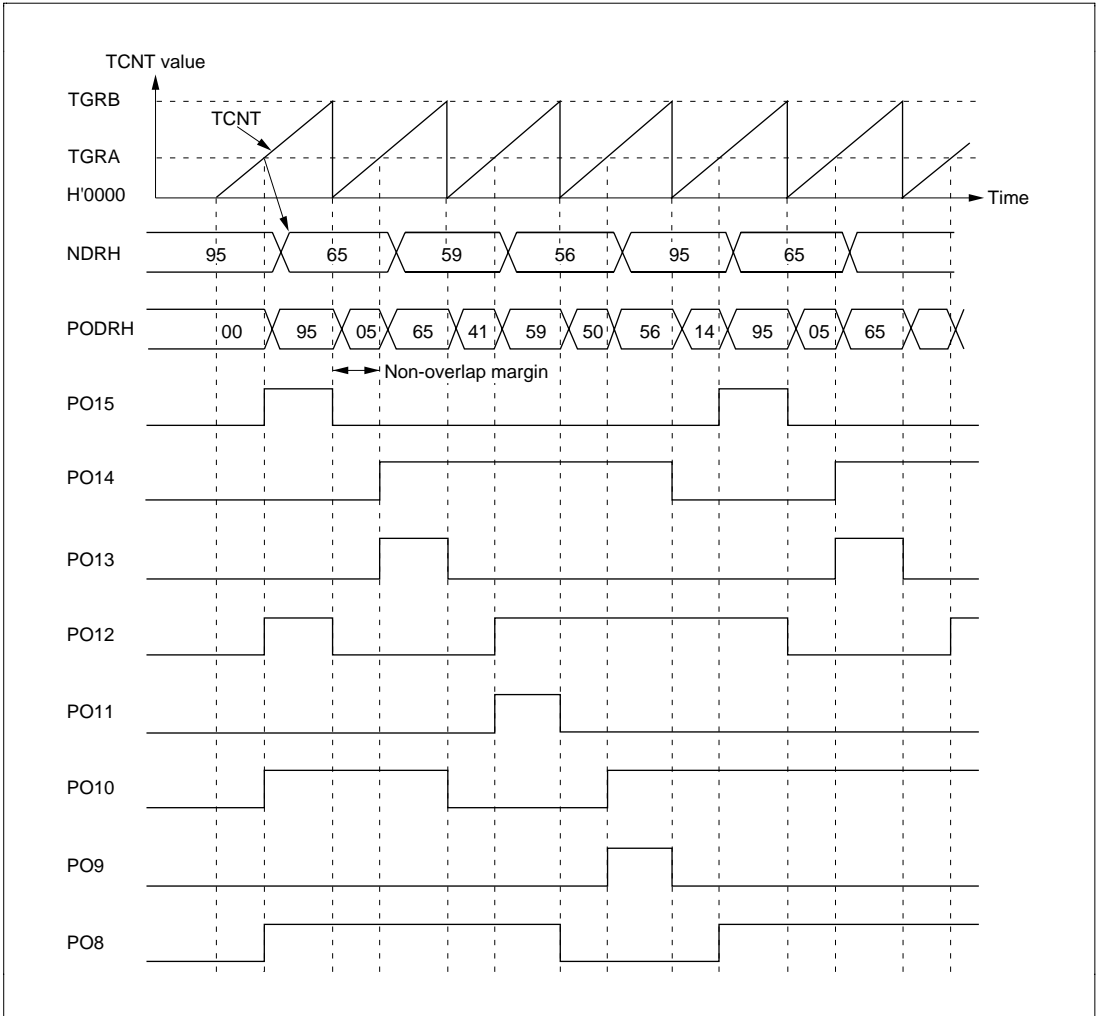 TCNT value
TGRB
TCNT
TGRA
H'0000
Time
NDRH 95 65 59 56 95 65
PODRH 00 95 05 65 41 59 50 56 14 95 05 65
Non-overlap margin
PO15
PO14
PO13
PO12
PO11
PO10
PO9
PO8